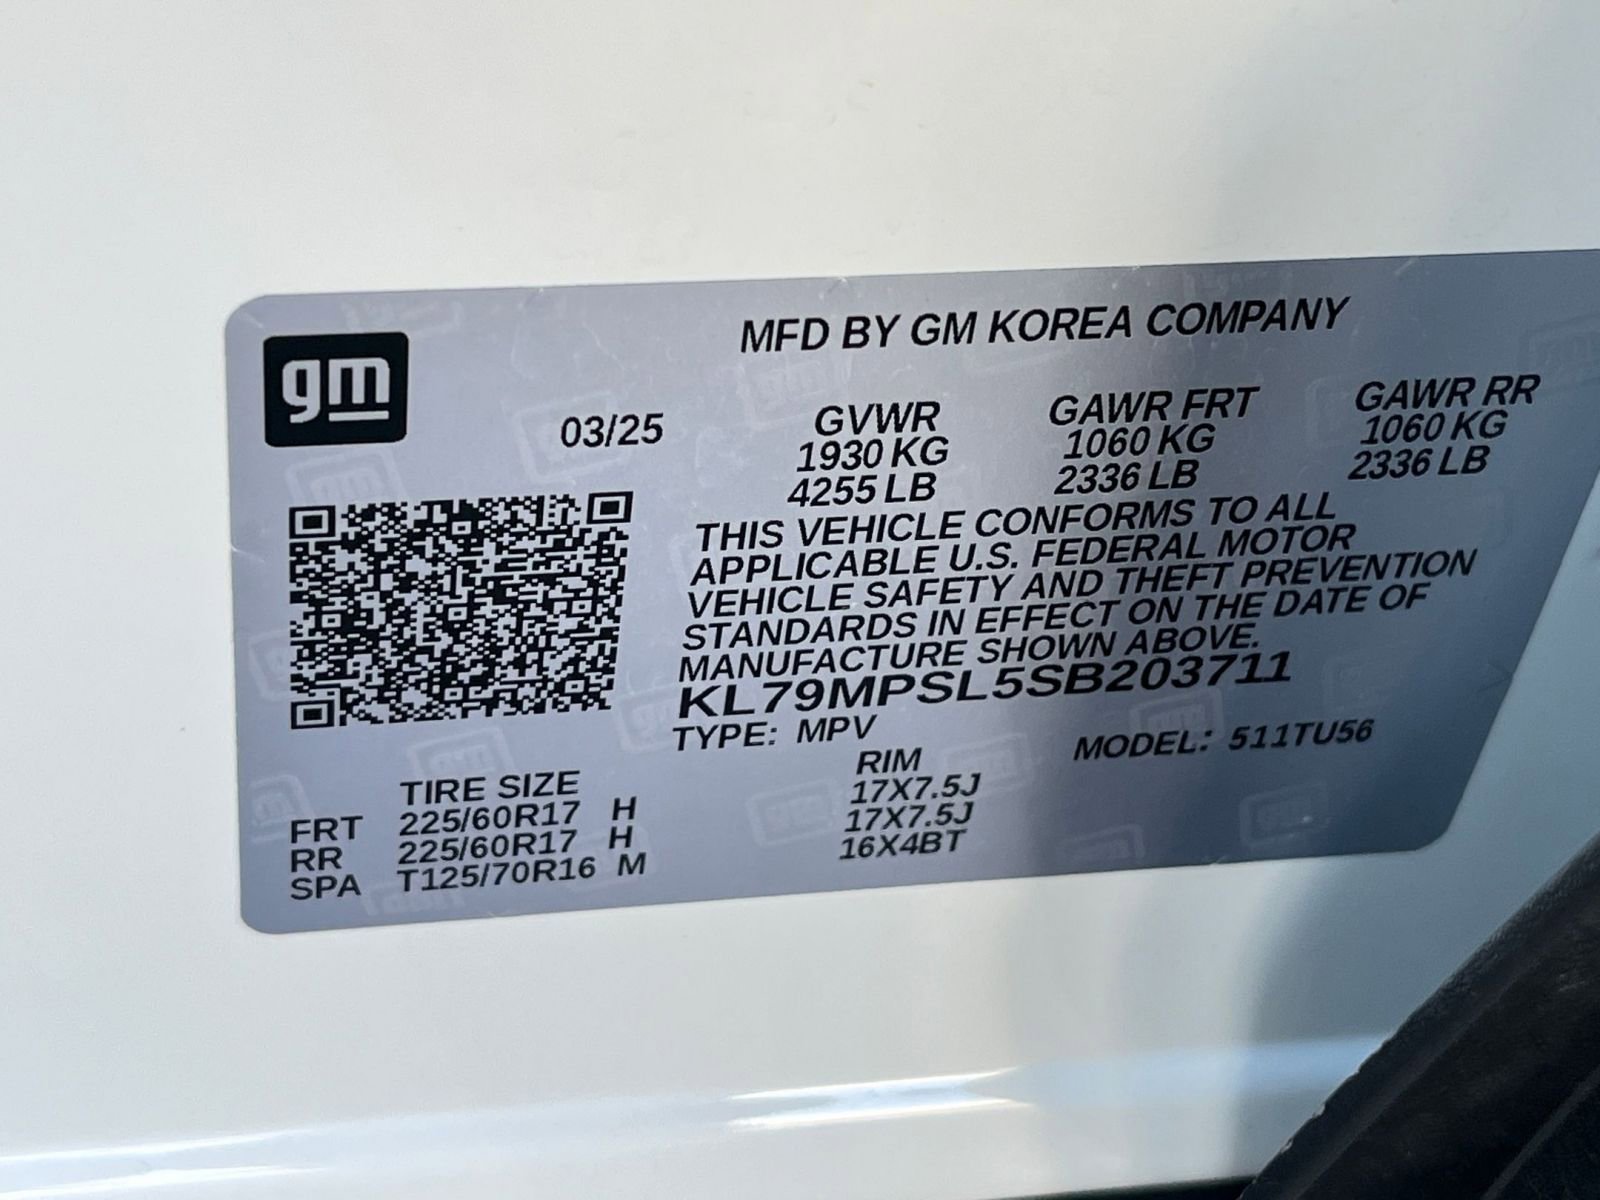 gm
MFD BY GM KOREA COMPANY
03/25 GVWR GAWR FRT GAWR RR
1930 KG 1060 KG 1060 KG
4255 LB 2336 LB 2336 LB
THIS VEHICLE CONFORMS TO ALL
APPLICABLE U.S. FEDERAL MOTOR
VEHICLE SAFETY AND THEFT PREVENTION
STANDARDS IN EFFECT ON THE DATE OF
MANUFACTURE SHOWN ABOVE.
KL79MPSL5SB203711
TYPE: MPV MODEL: 511TU56
TIRE SIZE RIM
FRT 225/60R17 H 17X7.5J
RR 225/60R17 H 17X7.5J
SPA T125/70R16 M 16X4BT